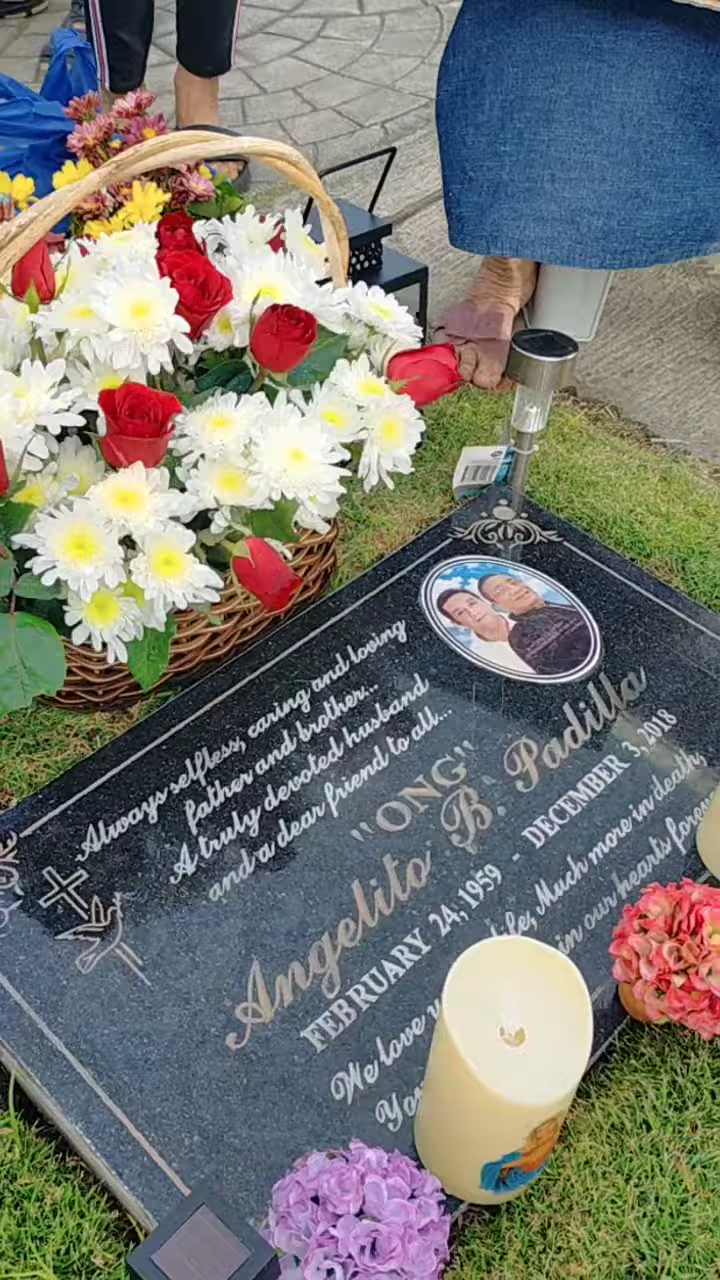 Always selfless, caring and loving
father and brother...
A truly devoted husband
and a dear friend to all...
"ONG"
Angelito B. Padilla
FEBRUARY 24, 1959 - DECEMBER 3, 2018
We love life, Much more in death,
in our hearts